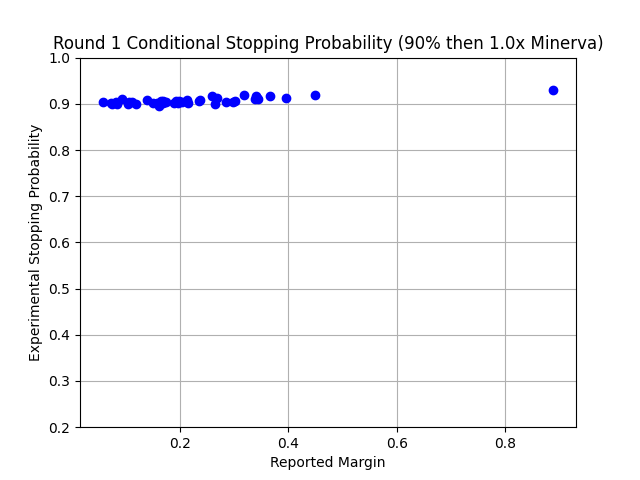 Round 1 Conditional Stopping Probability (90% then 1.0x Minerva)
1.0
0.9
0.8
0.7
0.6
0.5
0.4
0.3
0.2
Experimental Stopping Probability
0.2 0.4 0.6 0.8
Reported Margin